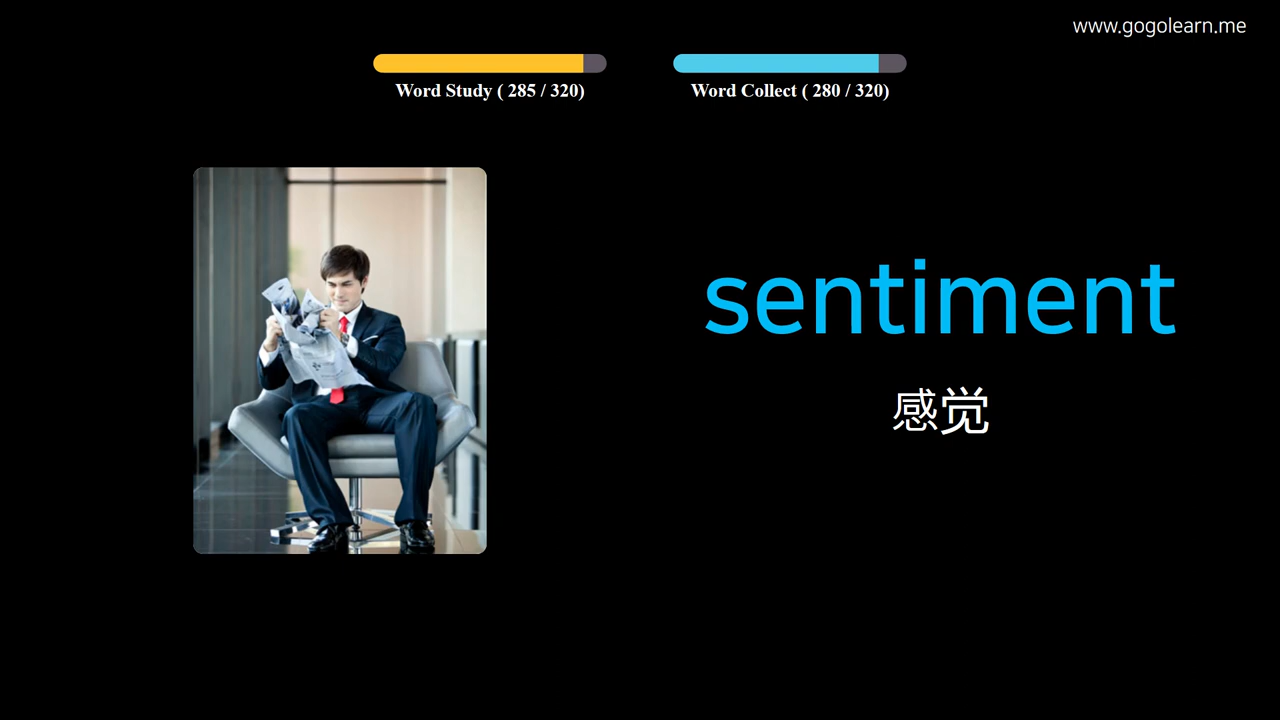 www.gogolearn.me
Word Study ( 285 / 320)
Word Collect ( 280 / 320)
sentiment
感觉